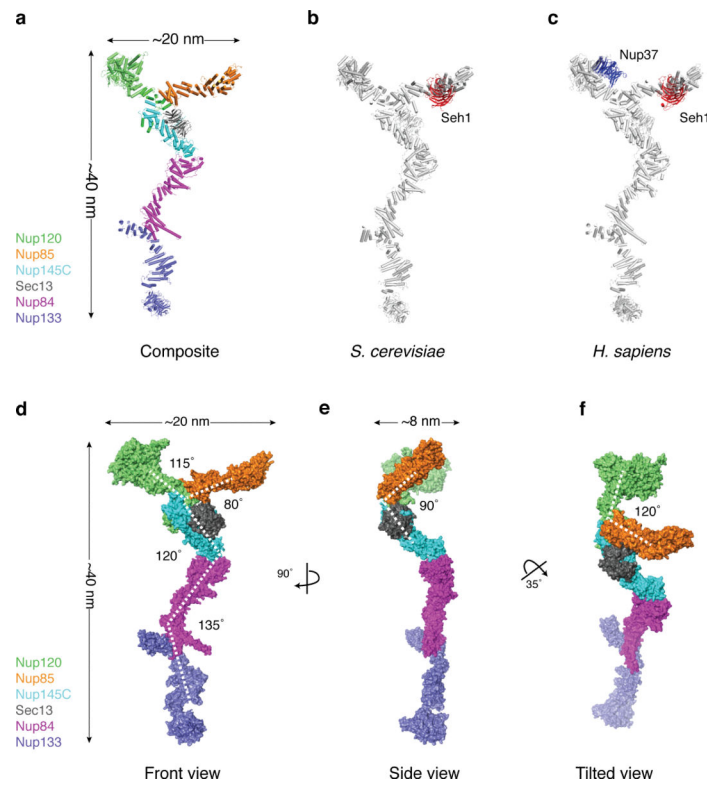 a
~20 nm
~40 nm
Nup120
Nup85
Nup145C
Sec13
Nup84
Nup133
Composite
b
Seh1
S. cerevisiae
c
Nup37
Seh1
H. sapiens
d
~20 nm
~40 nm
115°
80°
120°
135°
Nup120
Nup85
Nup145C
Sec13
Nup84
Nup133
Front view
90°
e
~8 nm
90°
Side view
35°
f
120°
Tilted view